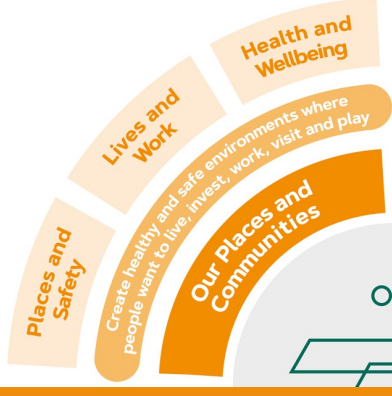 Health and
Wellbeing
Lives and
Work
Places and
Safety
Create healthy and safe environments where
people want to live, invest, work, visit and play
Our Places and
Communities